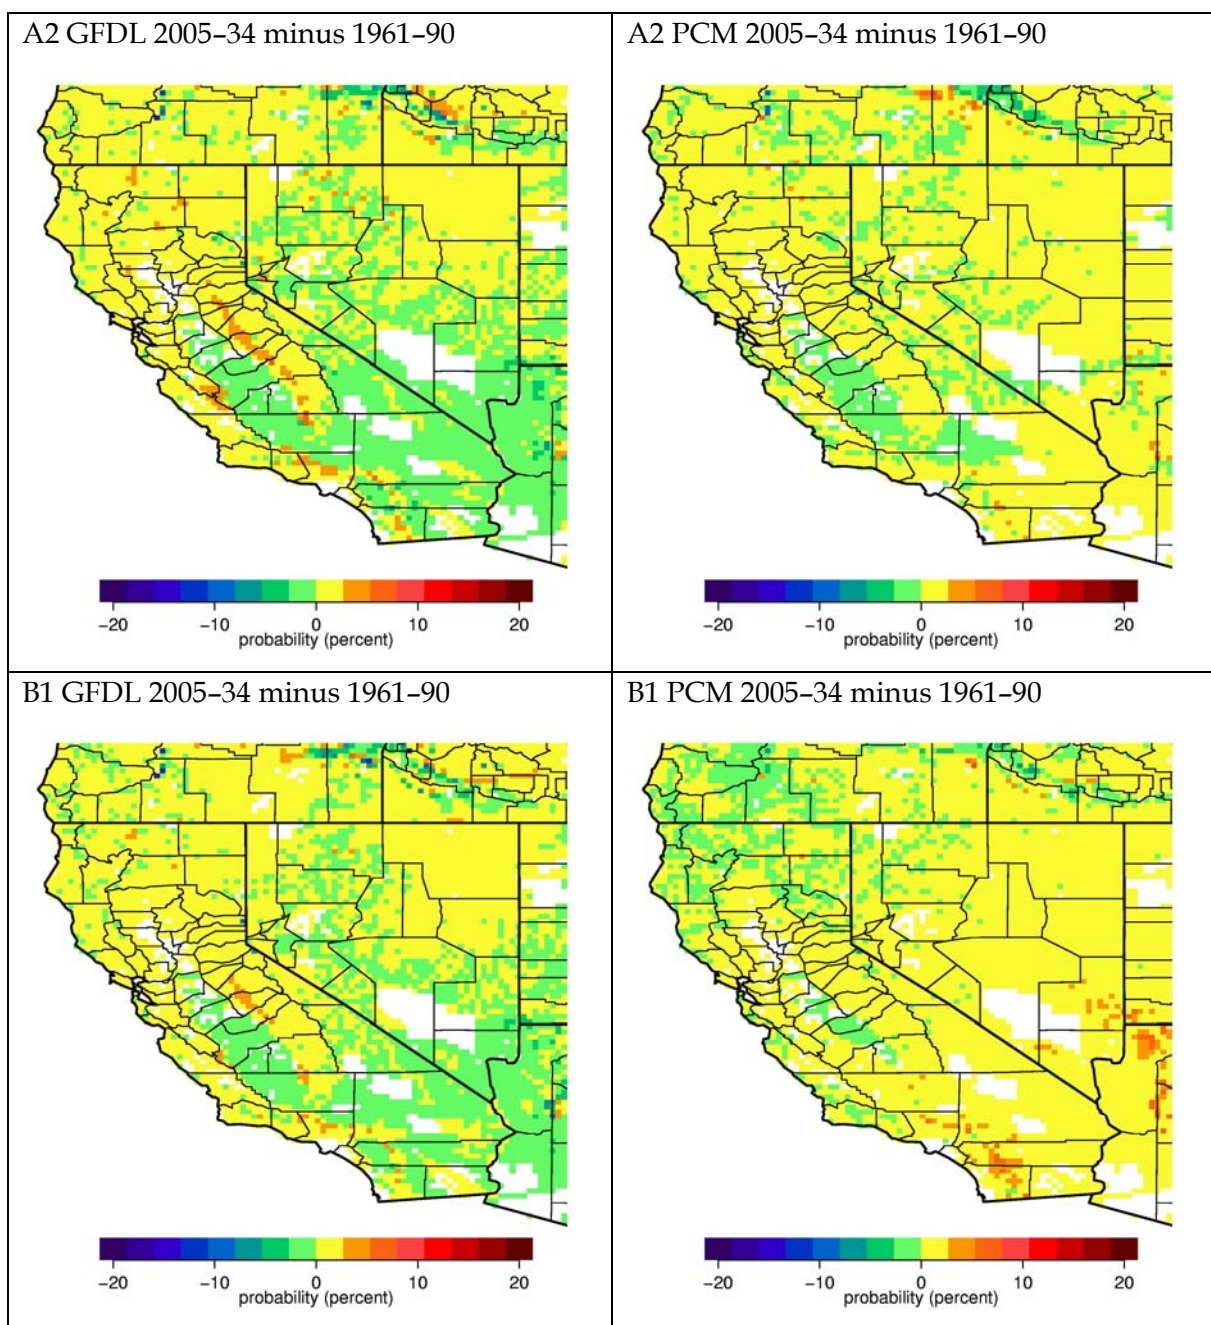 A2 GFDL 2005–34 minus 1961–90
A2 PCM 2005–34 minus 1961–90
−20 −10 0 10 20
probability (percent)
−20 −10 0 10 20
probability (percent)
B1 GFDL 2005–34 minus 1961–90
B1 PCM 2005–34 minus 1961–90
−20 −10 0 10 20
probability (percent)
−20 −10 0 10 20
probability (percent)